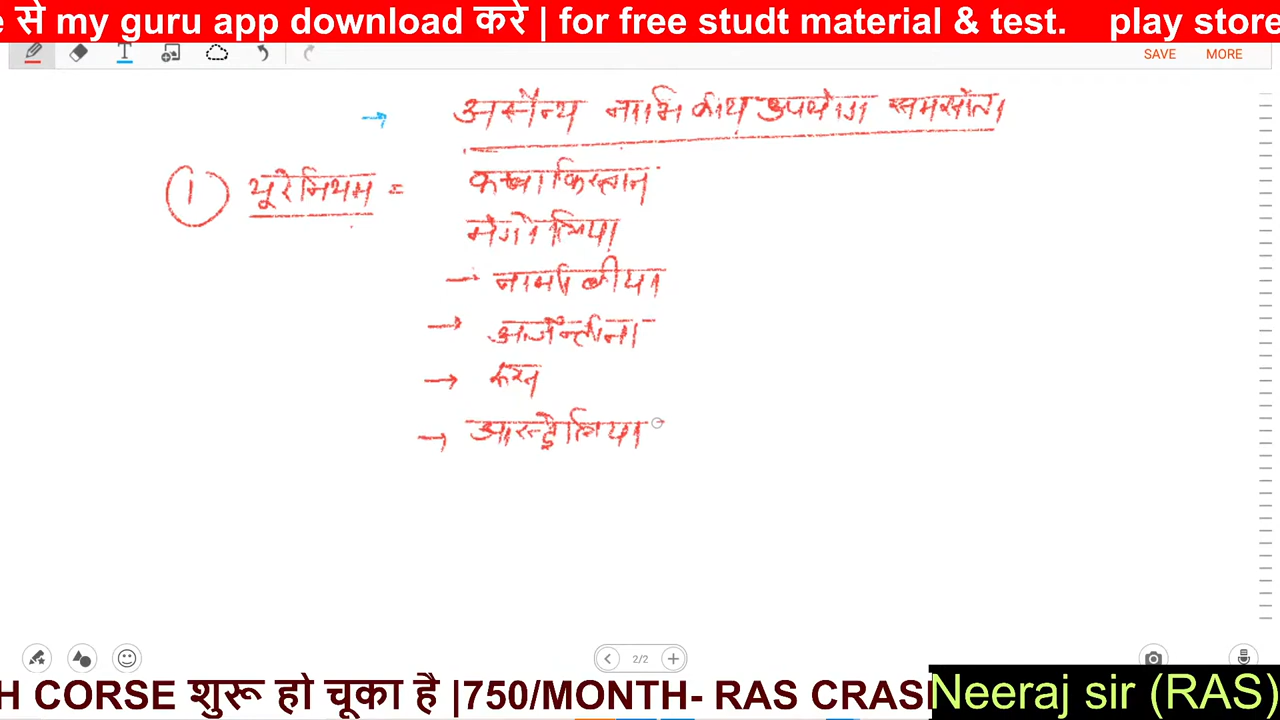 e से my guru app download करे | for free studt material & test. play store
SAVE MORE
→ असैन्य नाभिकीय उपयोग समझौता
① यूरेनियम = कजाकिस्तान
मंगोलिया
→ नामीबीया
→ अर्जेन्तीना
→ रूस
→ आस्ट्रेलिया
2/2
H CORSE शुरू हो चूका है |750/MONTH- RAS CRAS
Neeraj sir (RAS)